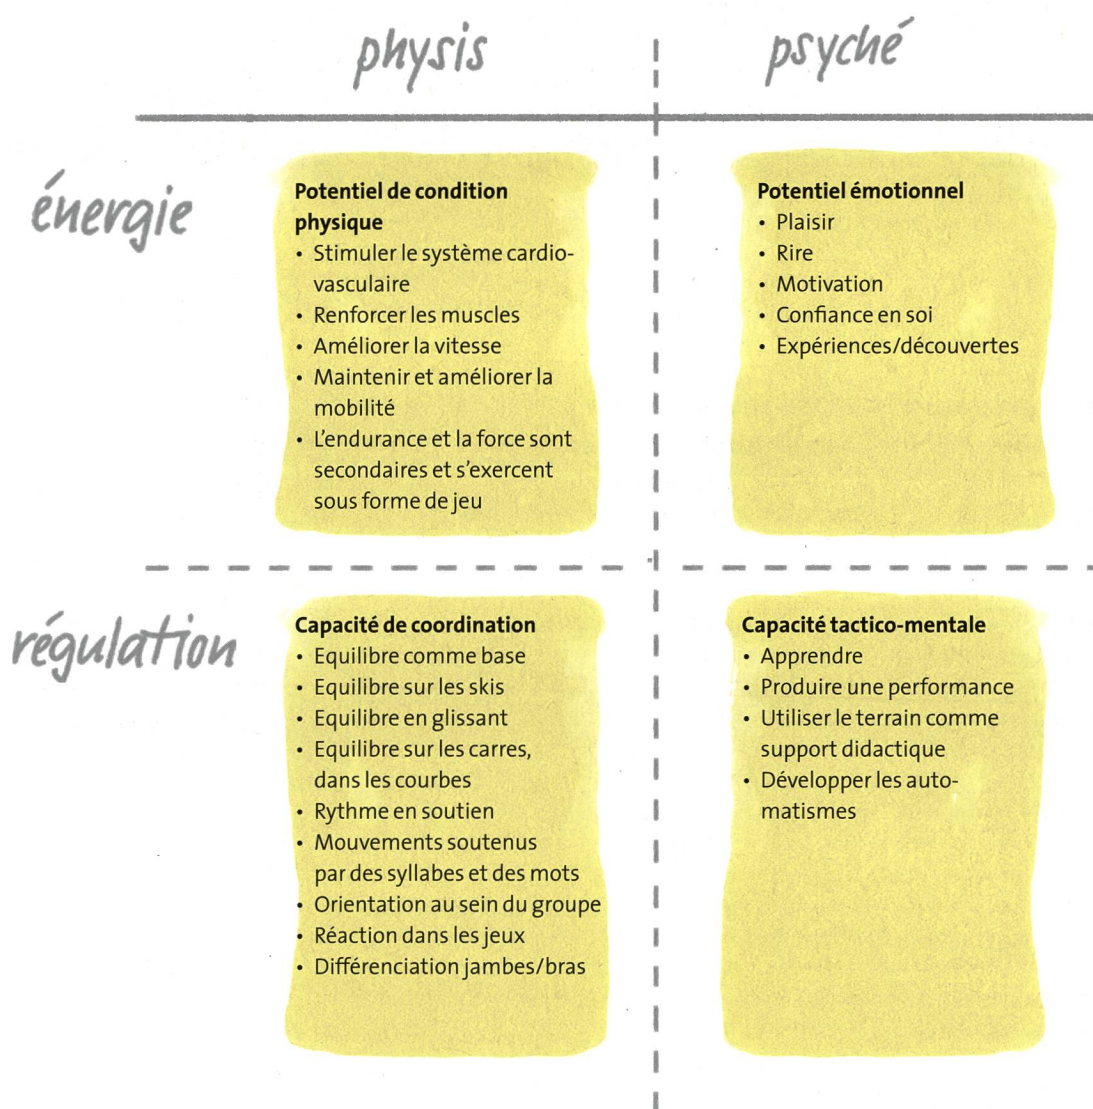 physis
psyché
énergie
Potentiel de condition
physique
• Stimuler le système cardio-
vasculaire
• Renforcer les muscles
• Améliorer la vitesse
• Maintenir et améliorer la
mobilité
• L'endurance et la force sont
secondaires et s'exercent
sous forme de jeu
Potentiel émotionnel
• Plaisir
• Rire
• Motivation
• Confiance en soi
• Expériences/découvertes
régulation
Capacité de coordination
• Equilibre comme base
• Equilibre sur les skis
• Equilibre en glissant
• Equilibre sur les carres,
dans les courbes
• Rythme en soutien
• Mouvements soutenus
par des syllabes et des mots
• Orientation au sein du groupe
• Réaction dans les jeux
• Différenciation jambes/bras
Capacité tactico-mentale
• Apprendre
• Produire une performance
• Utiliser le terrain comme
support didactique
• Développer les auto-
matismes